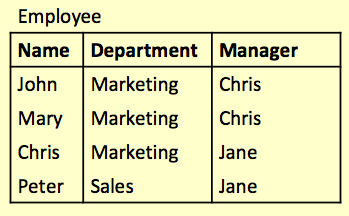 Employee
Name Department Manager
John Marketing Chris
Mary Marketing Chris
Chris Marketing Jane
Peter Sales Jane